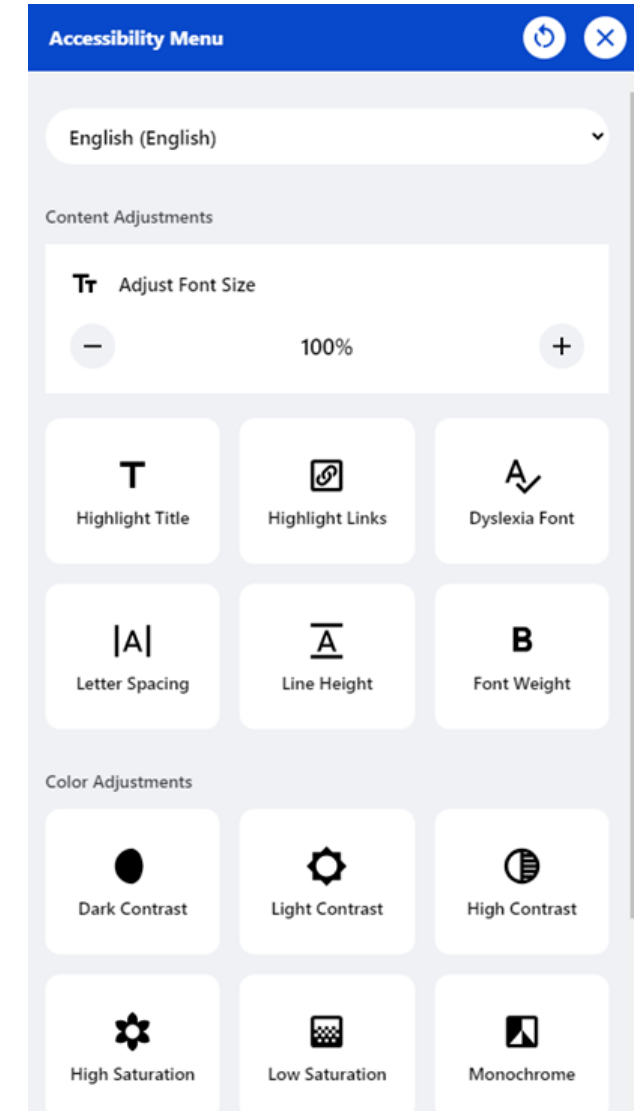 Accessibility Menu
English (English)
Content Adjustments
Adjust Font Size
100%
Highlight Title Highlight Links Dyslexia Font
Letter Spacing Line Height Font Weight
Color Adjustments
Dark Contrast Light Contrast High Contrast
High Saturation Low Saturation Monochrome